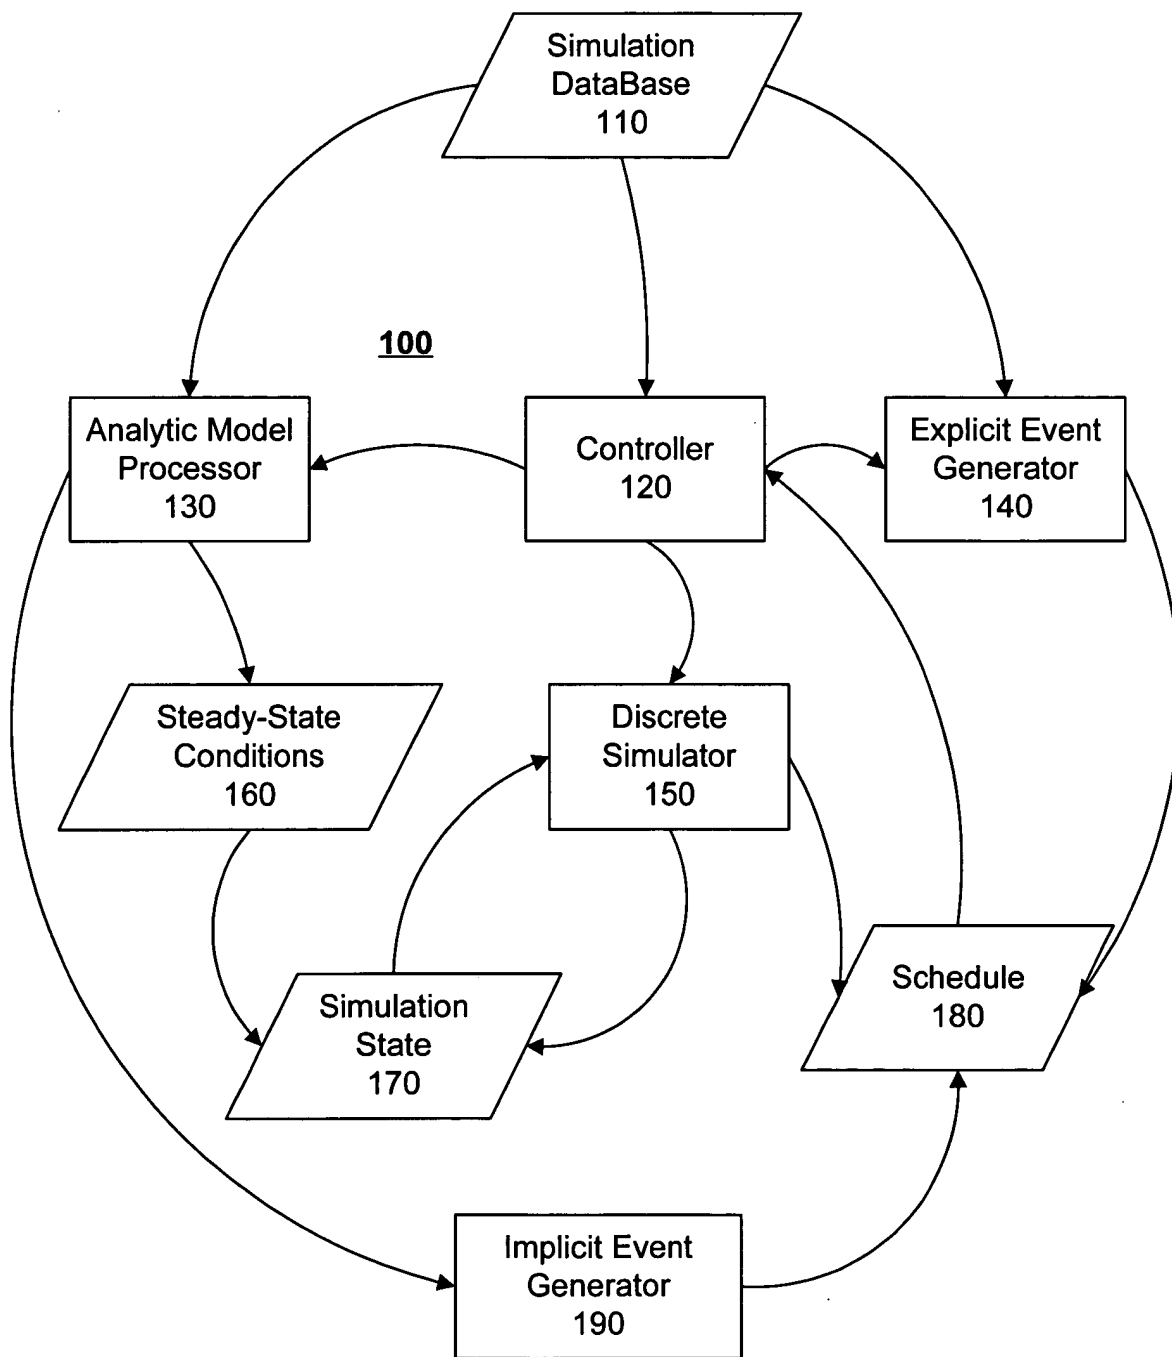 Simulation
DataBase
110
100
Analytic Model
Processor
130
Controller
120
Explicit Event
Generator
140
Steady-State
Conditions
160
Discrete
Simulator
150
Simulation
State
170
Schedule
180
Implicit Event
Generator
190